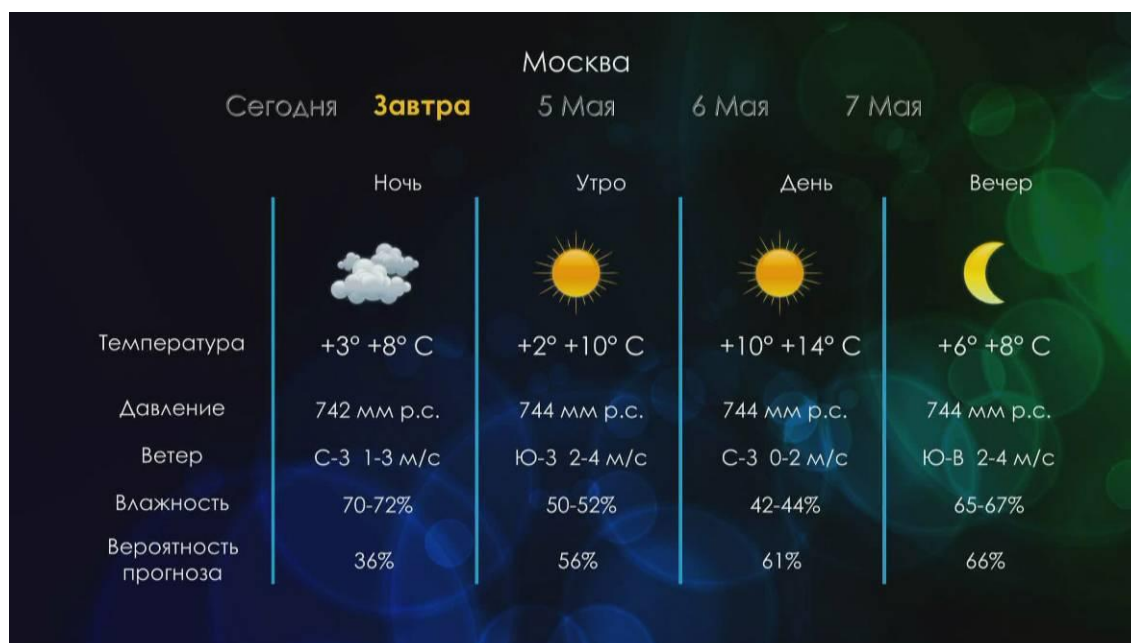 Москва
Сегодня Завтра 5 Мая 6 Мая 7 Мая
Ночь Утро День Вечер
Температура +3° +8° С +2° +10° С +10° +14° С +6° +8° С
Давление 742 мм р.с. 744 мм р.с. 744 мм р.с. 744 мм р.с.
Ветер С-З 1-3 м/с Ю-З 2-4 м/с С-З 0-2 м/с Ю-В 2-4 м/с
Влажность 70-72% 50-52% 42-44% 65-67%
Вероятность
прогноза 36% 56% 61% 66%